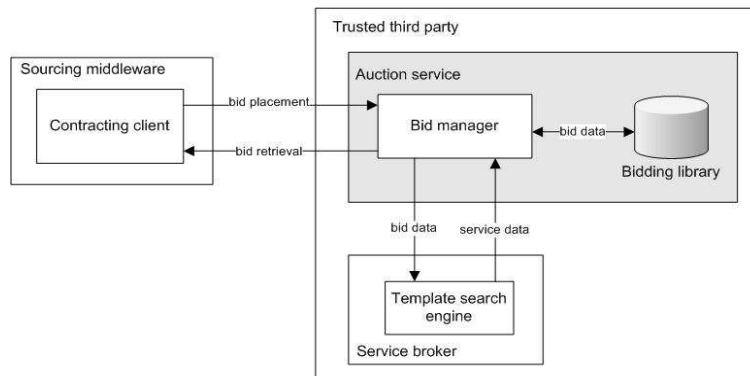 Trusted third party
Sourcing middleware
Auction service
Contracting client
bid placement
Bid manager
bid data
bid retrieval
Bidding library
bid data
service data
Template search
engine
Service broker